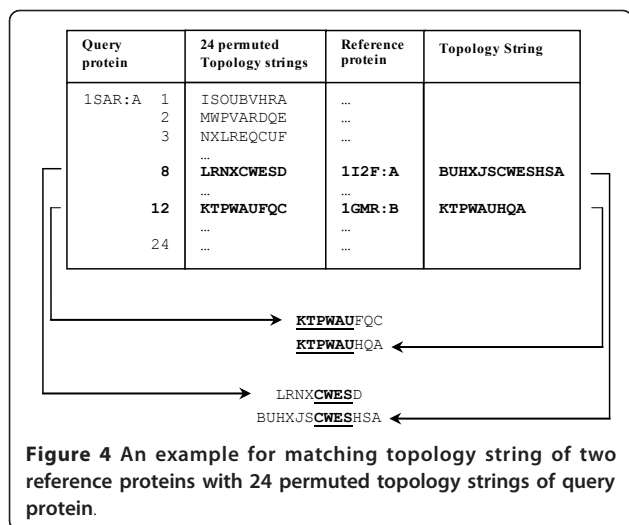 Query protein 24 permuted Topology strings Reference protein Topology String
1SAR:A 1 ISOUBVHRA …
2 MWPVARDQE …
3 NXLREQCUF …
…
8 LRNXCWESD 1I2F:A BUHXJSCWESHSA
… …
12 KTPWAUFQC 1GMR:B KTPWAUHQA
… …
24 … …
KTPWAUFQC
KTPWAUHQA
LRNXCWESD
BUHXJSCWESHSA
Figure 4 An example for matching topology string of two
reference proteins with 24 permuted topology strings of query
protein.